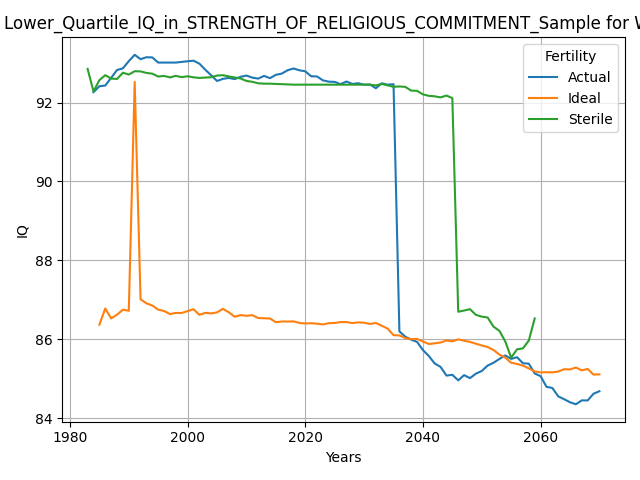 Lower_Quartile_IQ_in_STRENGTH_OF_RELIGIOUS_COMMITMENT_Sample for
Fertility
Actual
Ideal
Sterile
IQ
92
90
88
86
84
1980
2000
2020
2040
2060
Years